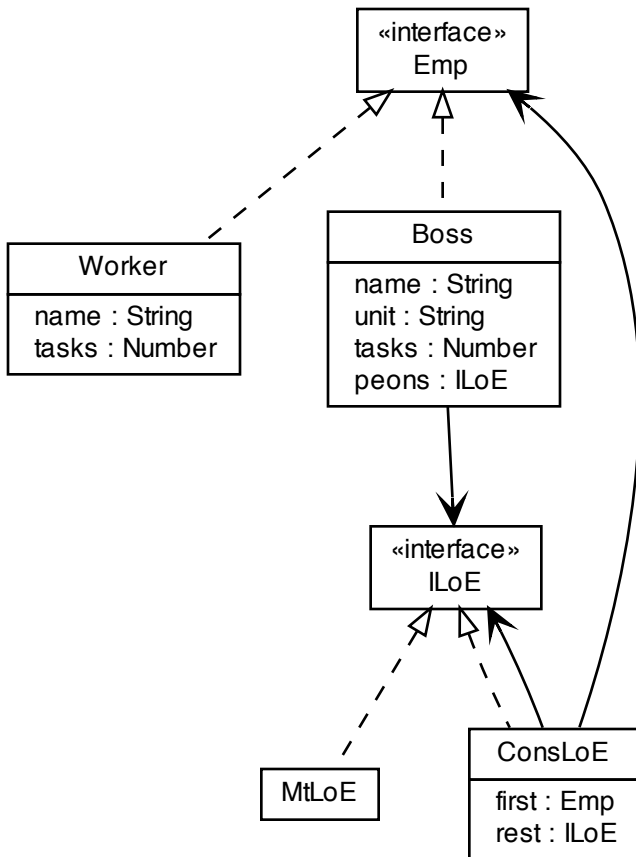 «interface»
Emp
Worker
name : String
tasks : Number
Boss
name : String
unit : String
tasks : Number
peons : ILoE
«interface»
ILoE
MtLoE
ConsLoE
first : Emp
rest : ILoE